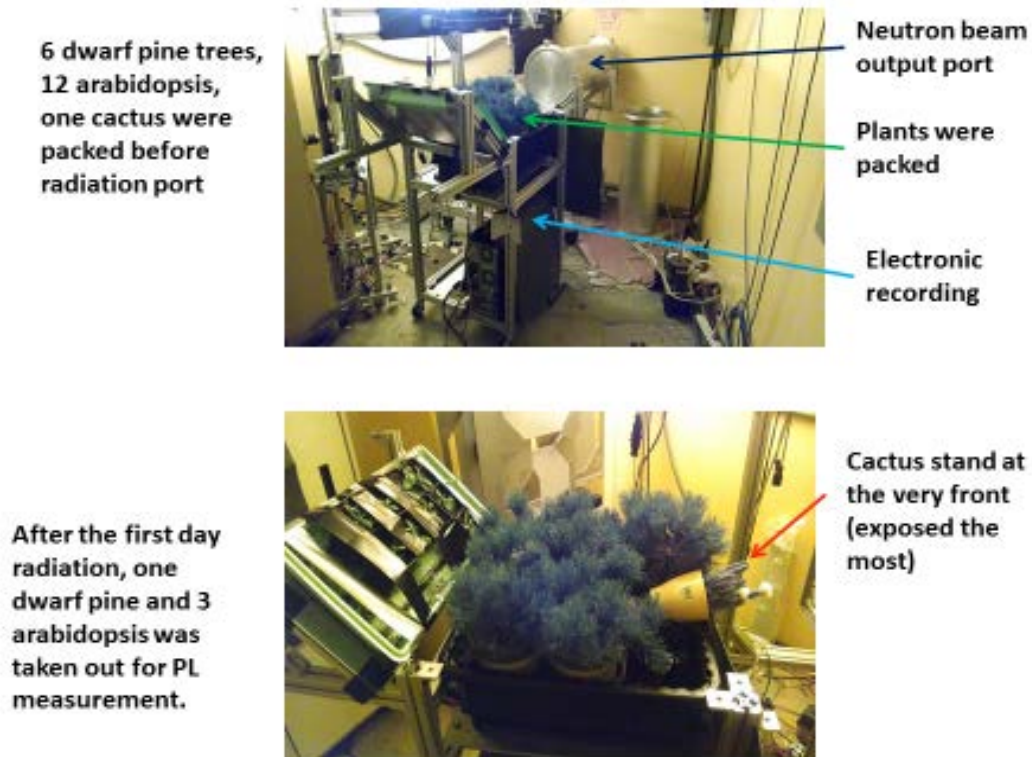 6 dwarf pine trees,
12 arabidopsis,
one cactus were
packed before
radiation port
Neutron beam
output port
Plants were
packed
Electronic
recording
After the first day
radiation, one
dwarf pine and 3
arabidopsis was
taken out for PL
measurement.
Cactus stand at
the very front
(exposed the
most)